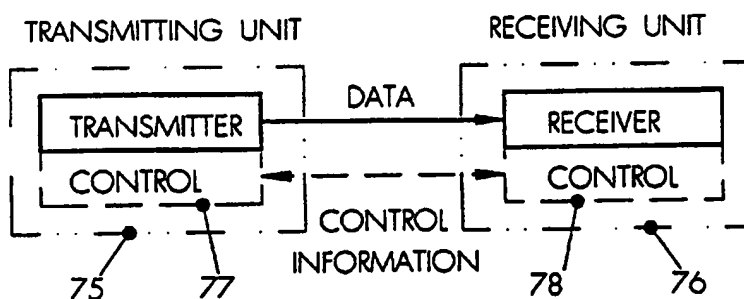 TRANSMITTING UNIT
RECEIVING UNIT
DATA
TRANSMITTER
RECEIVER
CONTROL
CONTROL
CONTROL
INFORMATION
75
77
78
76